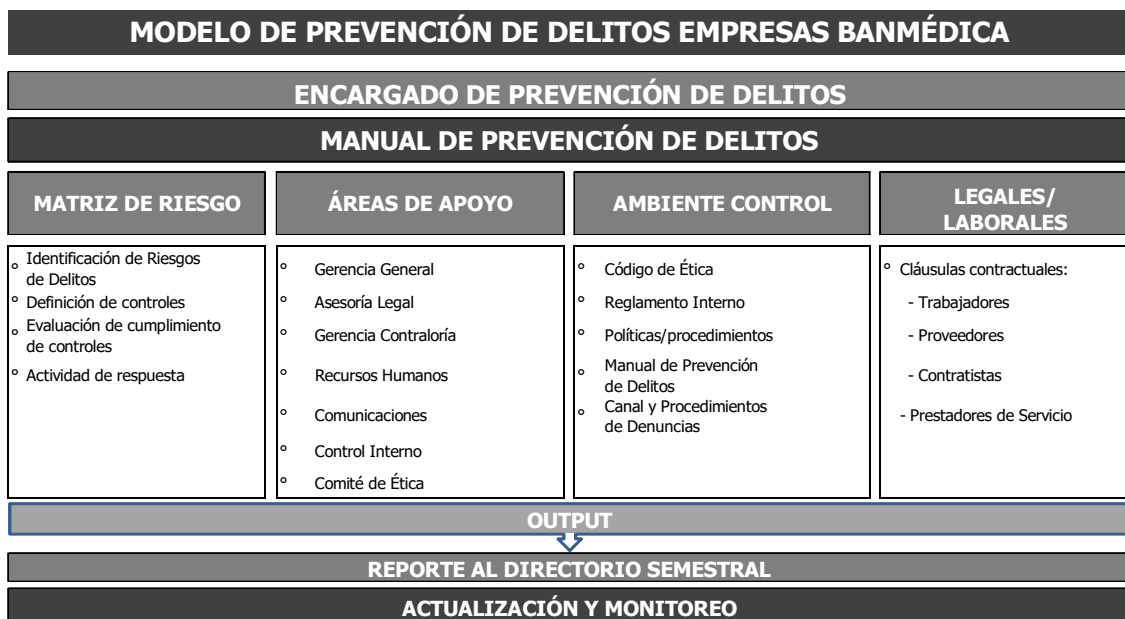 MODELO DE PREVENCIÓN DE DELITOS EMPRESAS BANMÉDICA
ENCARGADO DE PREVENCIÓN DE DELITOS
MANUAL DE PREVENCIÓN DE DELITOS
MATRIZ DE RIESGO
° Identificación de Riesgos
de Delitos
° Definición de controles
° Evaluación de cumplimiento
de controles
° Actividad de respuesta
ÁREAS DE APOYO
° Gerencia General
° Asesoría Legal
° Gerencia Contraloría
° Recursos Humanos
° Comunicaciones
° Control Interno
° Comité de Ética
AMBIENTE CONTROL
° Código de Ética
° Reglamento Interno
° Políticas/procedimientos
° Manual de Prevención
de Delitos
° Canal y Procedimientos
de Denuncias
LEGALES/
LABORALES
° Cláusulas contractuales:
- Trabajadores
- Proveedores
- Contratistas
- Prestadores de Servicio
OUTPUT
REPORTE AL DIRECTORIO SEMESTRAL
ACTUALIZACIÓN Y MONITOREO